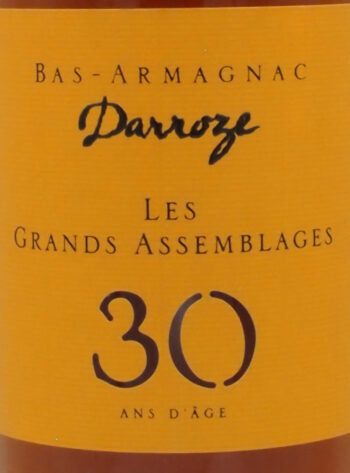 Bas-Armagnac
Darroze
Les
Grands Assemblages
30
ANS D'ÂGE